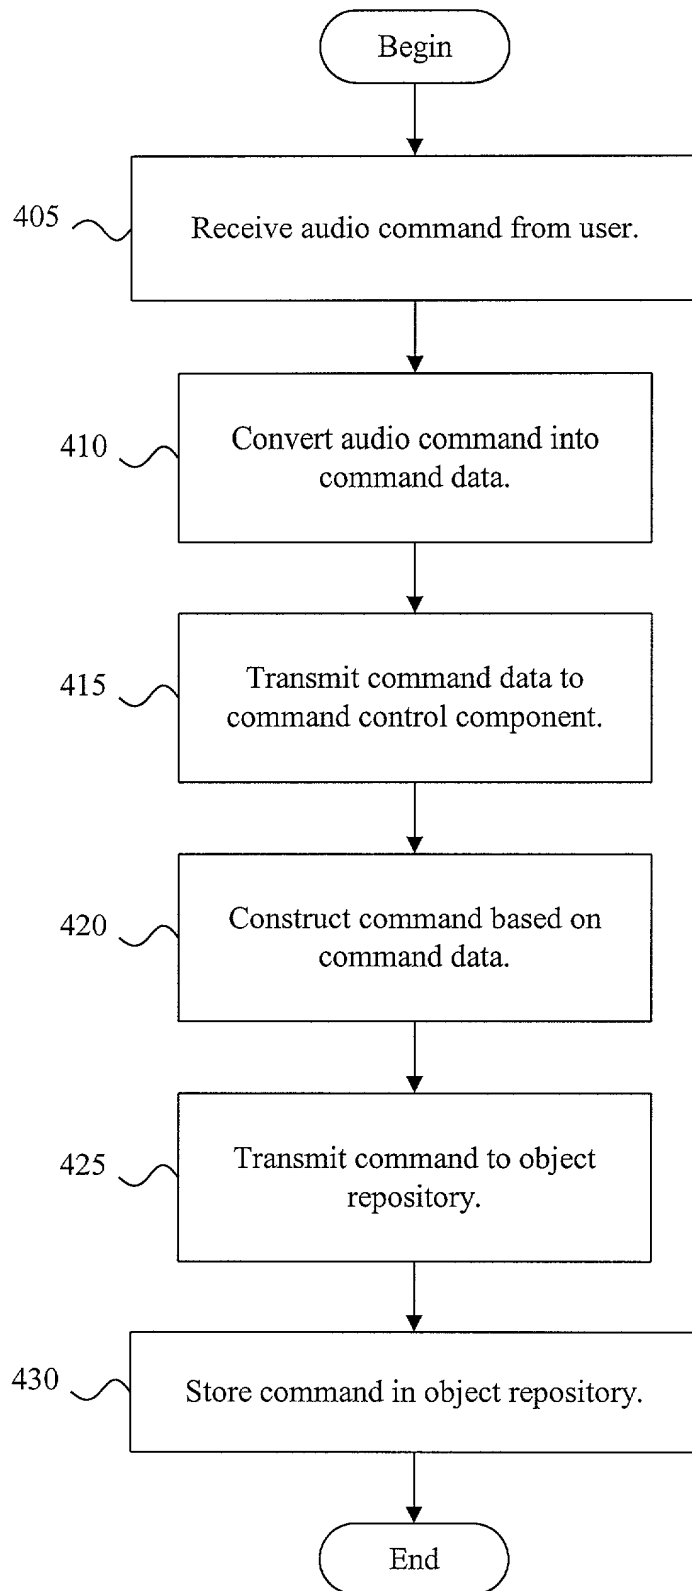 Begin
405
Receive audio command from user.
410
Convert audio command into
command data.
415
Transmit command data to
command control component.
420
Construct command based on
command data.
425
Transmit command to object
repository.
430
Store command in object repository.
End